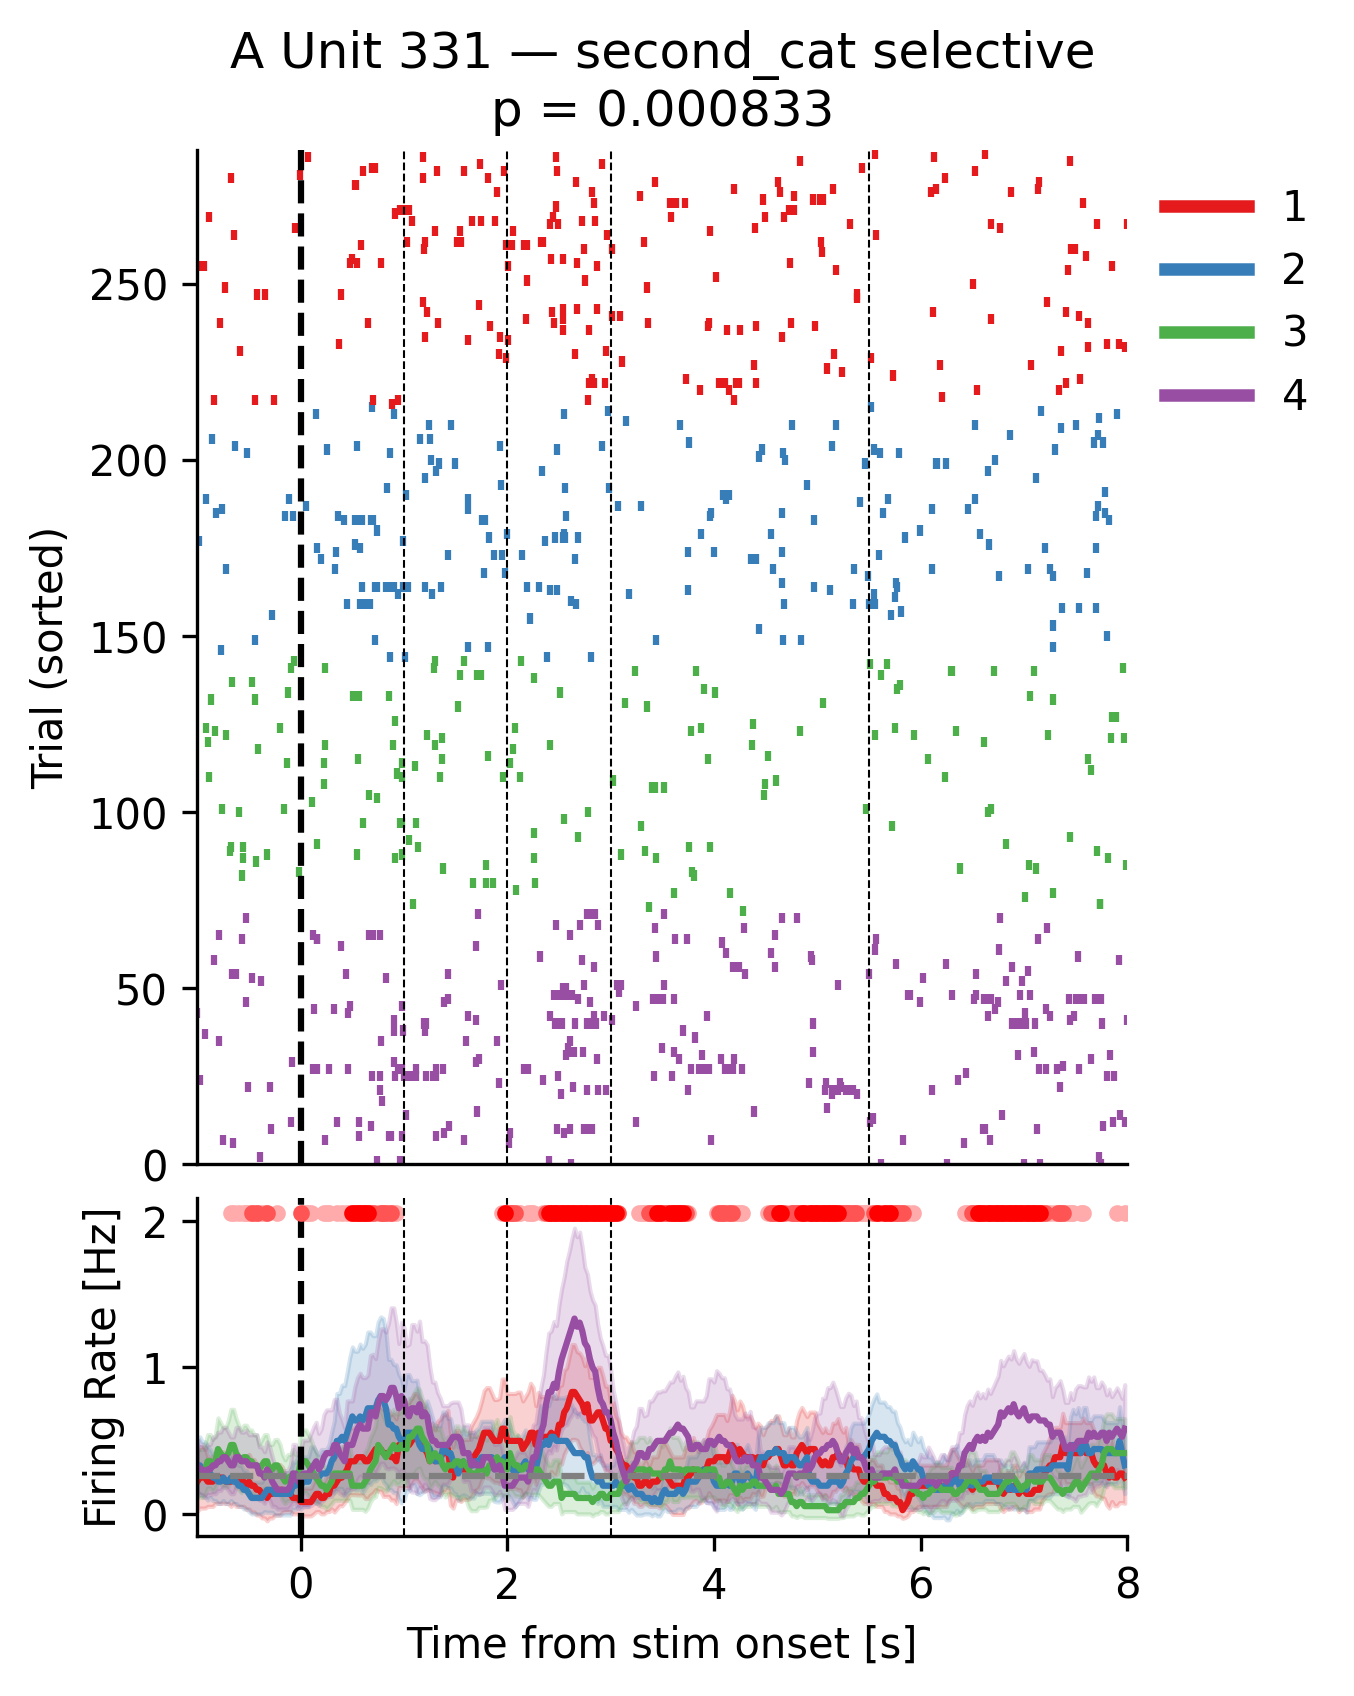 A Unit 331 — second_cat selective
p = 0.000833
1
2
3
4
250
200
150
100
50
0
Trial (sorted)
2
1
0
Firing Rate [Hz]
0 2 4 6 8
Time from stim onset [s]